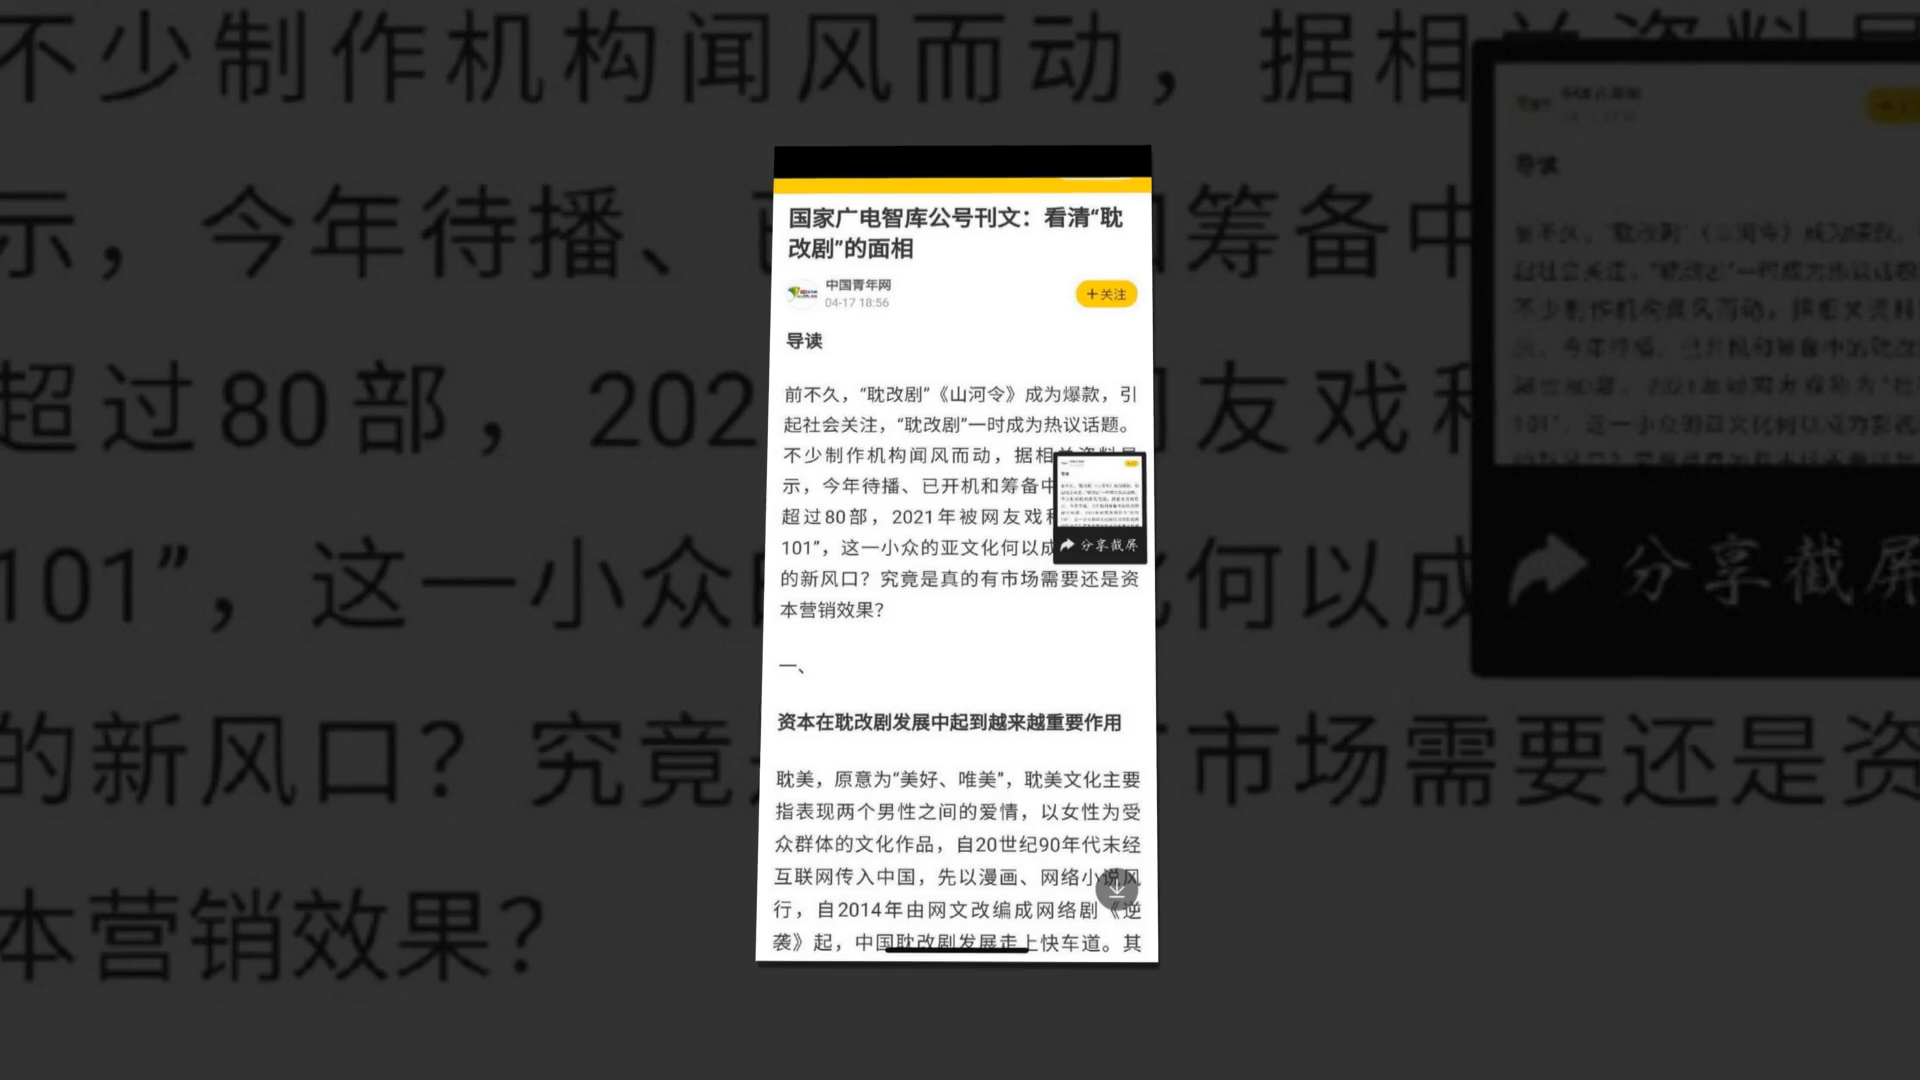 国家广电智库公号刊文：看清“耽
改剧”的面相
中国青年网
04-17 18:56
+关注
导读
前不久，“耽改剧”《山河令》成为爆款，引
起社会关注，“耽改剧”一时成为热议话题。
不少制作机构闻风而动，据相关资料显
示，今年待播、已开机和筹备中
超过80部，2021年被网友戏称
101”，这一小众的亚文化何以成
的新风口？究竟是真的有市场需要还是资
本营销效果？
分享截屏
一、
资本在耽改剧发展中起到越来越重要作用
耽美，原意为“美好、唯美”，耽美文化主要
指表现两个男性之间的爱情，以女性为受
众群体的文化作品，自20世纪90年代末经
互联网传入中国，先以漫画、网络小说风
行，自2014年由网文改编成网络剧《逆
袭》起，中国耽改剧发展走上快车道。其